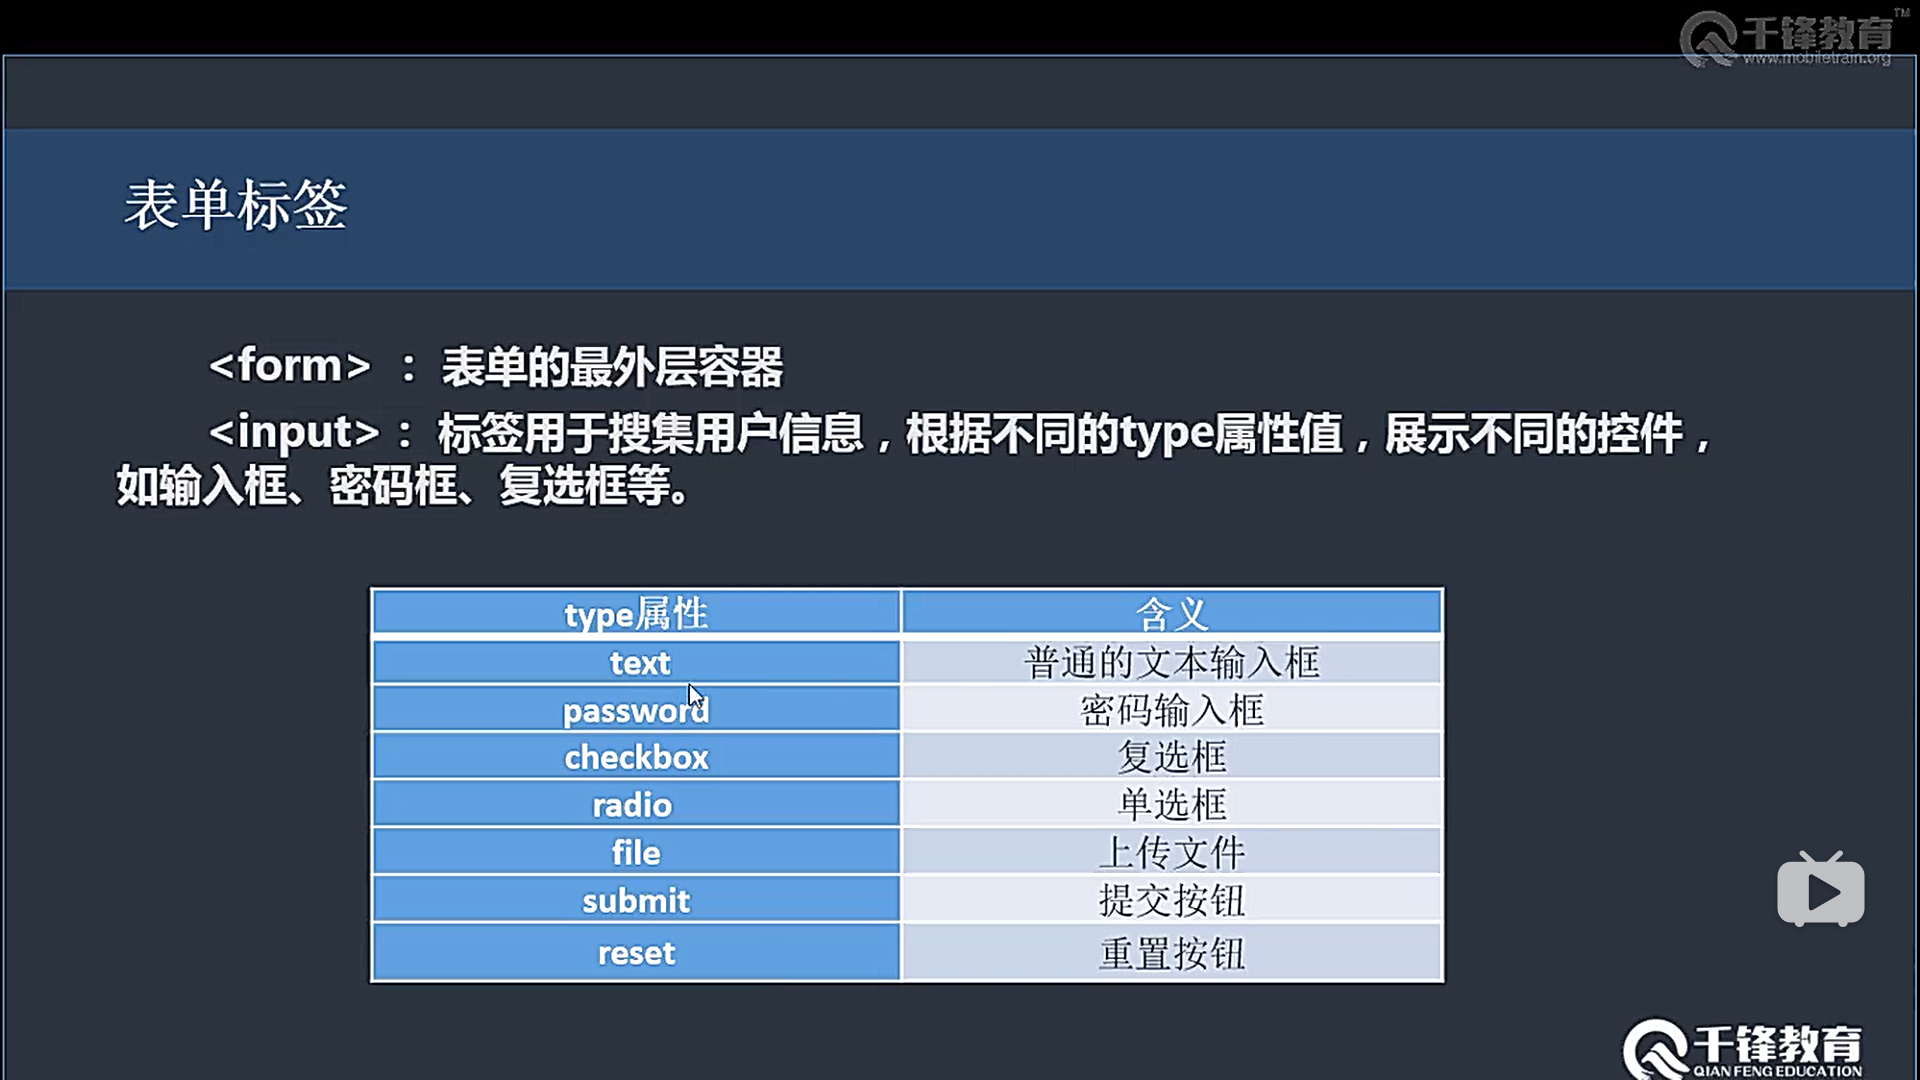 千锋教育™
www.mobiletrain.org
表单标签
<form> ： 表单的最外层容器
<input>： 标签用于搜集用户信息，根据不同的type属性值，展示不同的控件，
如输入框、密码框、复选框等。
type属性 含义
text 普通的文本输入框
password 密码输入框
checkbox 复选框
radio 单选框
file 上传文件
submit 提交按钮
reset 重置按钮
千锋教育
QIANFENG EDUCATION